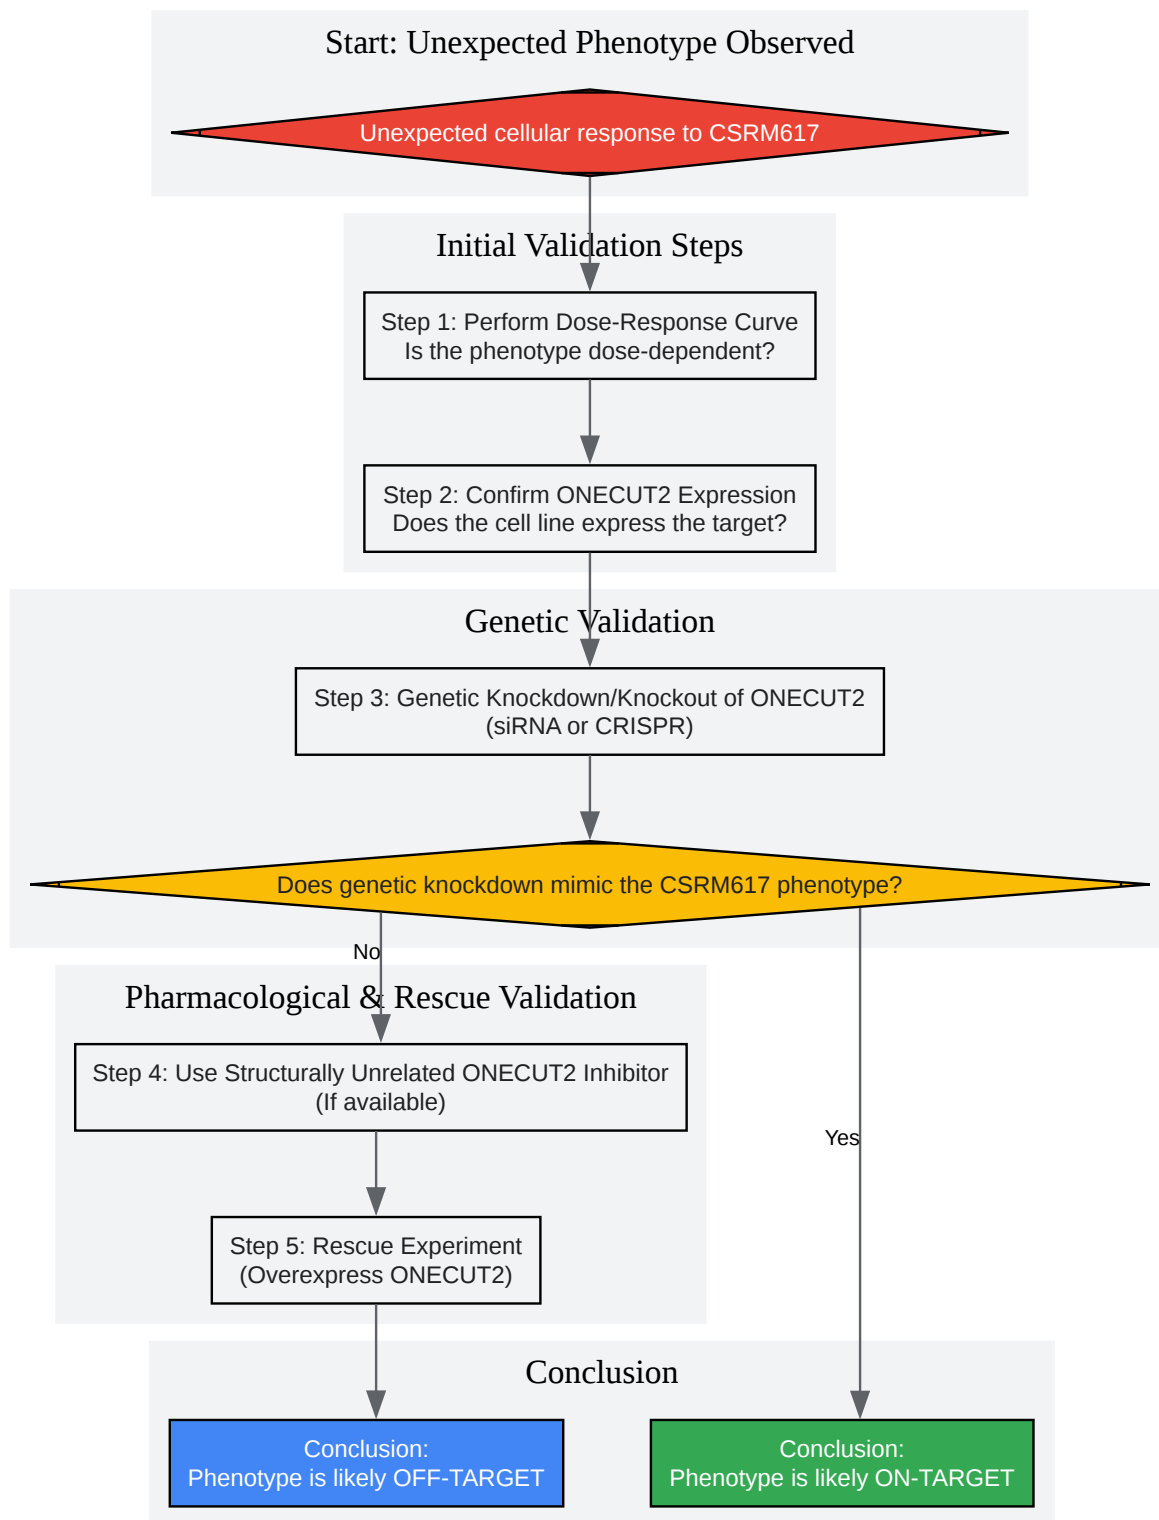 Start: Unexpected Phenotype Observed
Unexpected cellular response to CSRM617
Initial Validation Steps
Step 1: Perform Dose-Response Curve
Is the phenotype dose-dependent?
Step 2: Confirm ONECUT2 Expression
Does the cell line express the target?
Genetic Validation
Step 3: Genetic Knockdown/Knockout of ONECUT2
(siRNA or CRISPR)
Does genetic knockdown mimic the CSRM617 phenotype?
No
Pharmacological & Rescue Validation
Step 4: Use Structurally Unrelated ONECUT2 Inhibitor
(If available)
Yes
Step 5: Rescue Experiment
(Overexpress ONECUT2)
Conclusion
Conclusion:
Phenotype is likely OFF-TARGET
Conclusion:
Phenotype is likely ON-TARGET